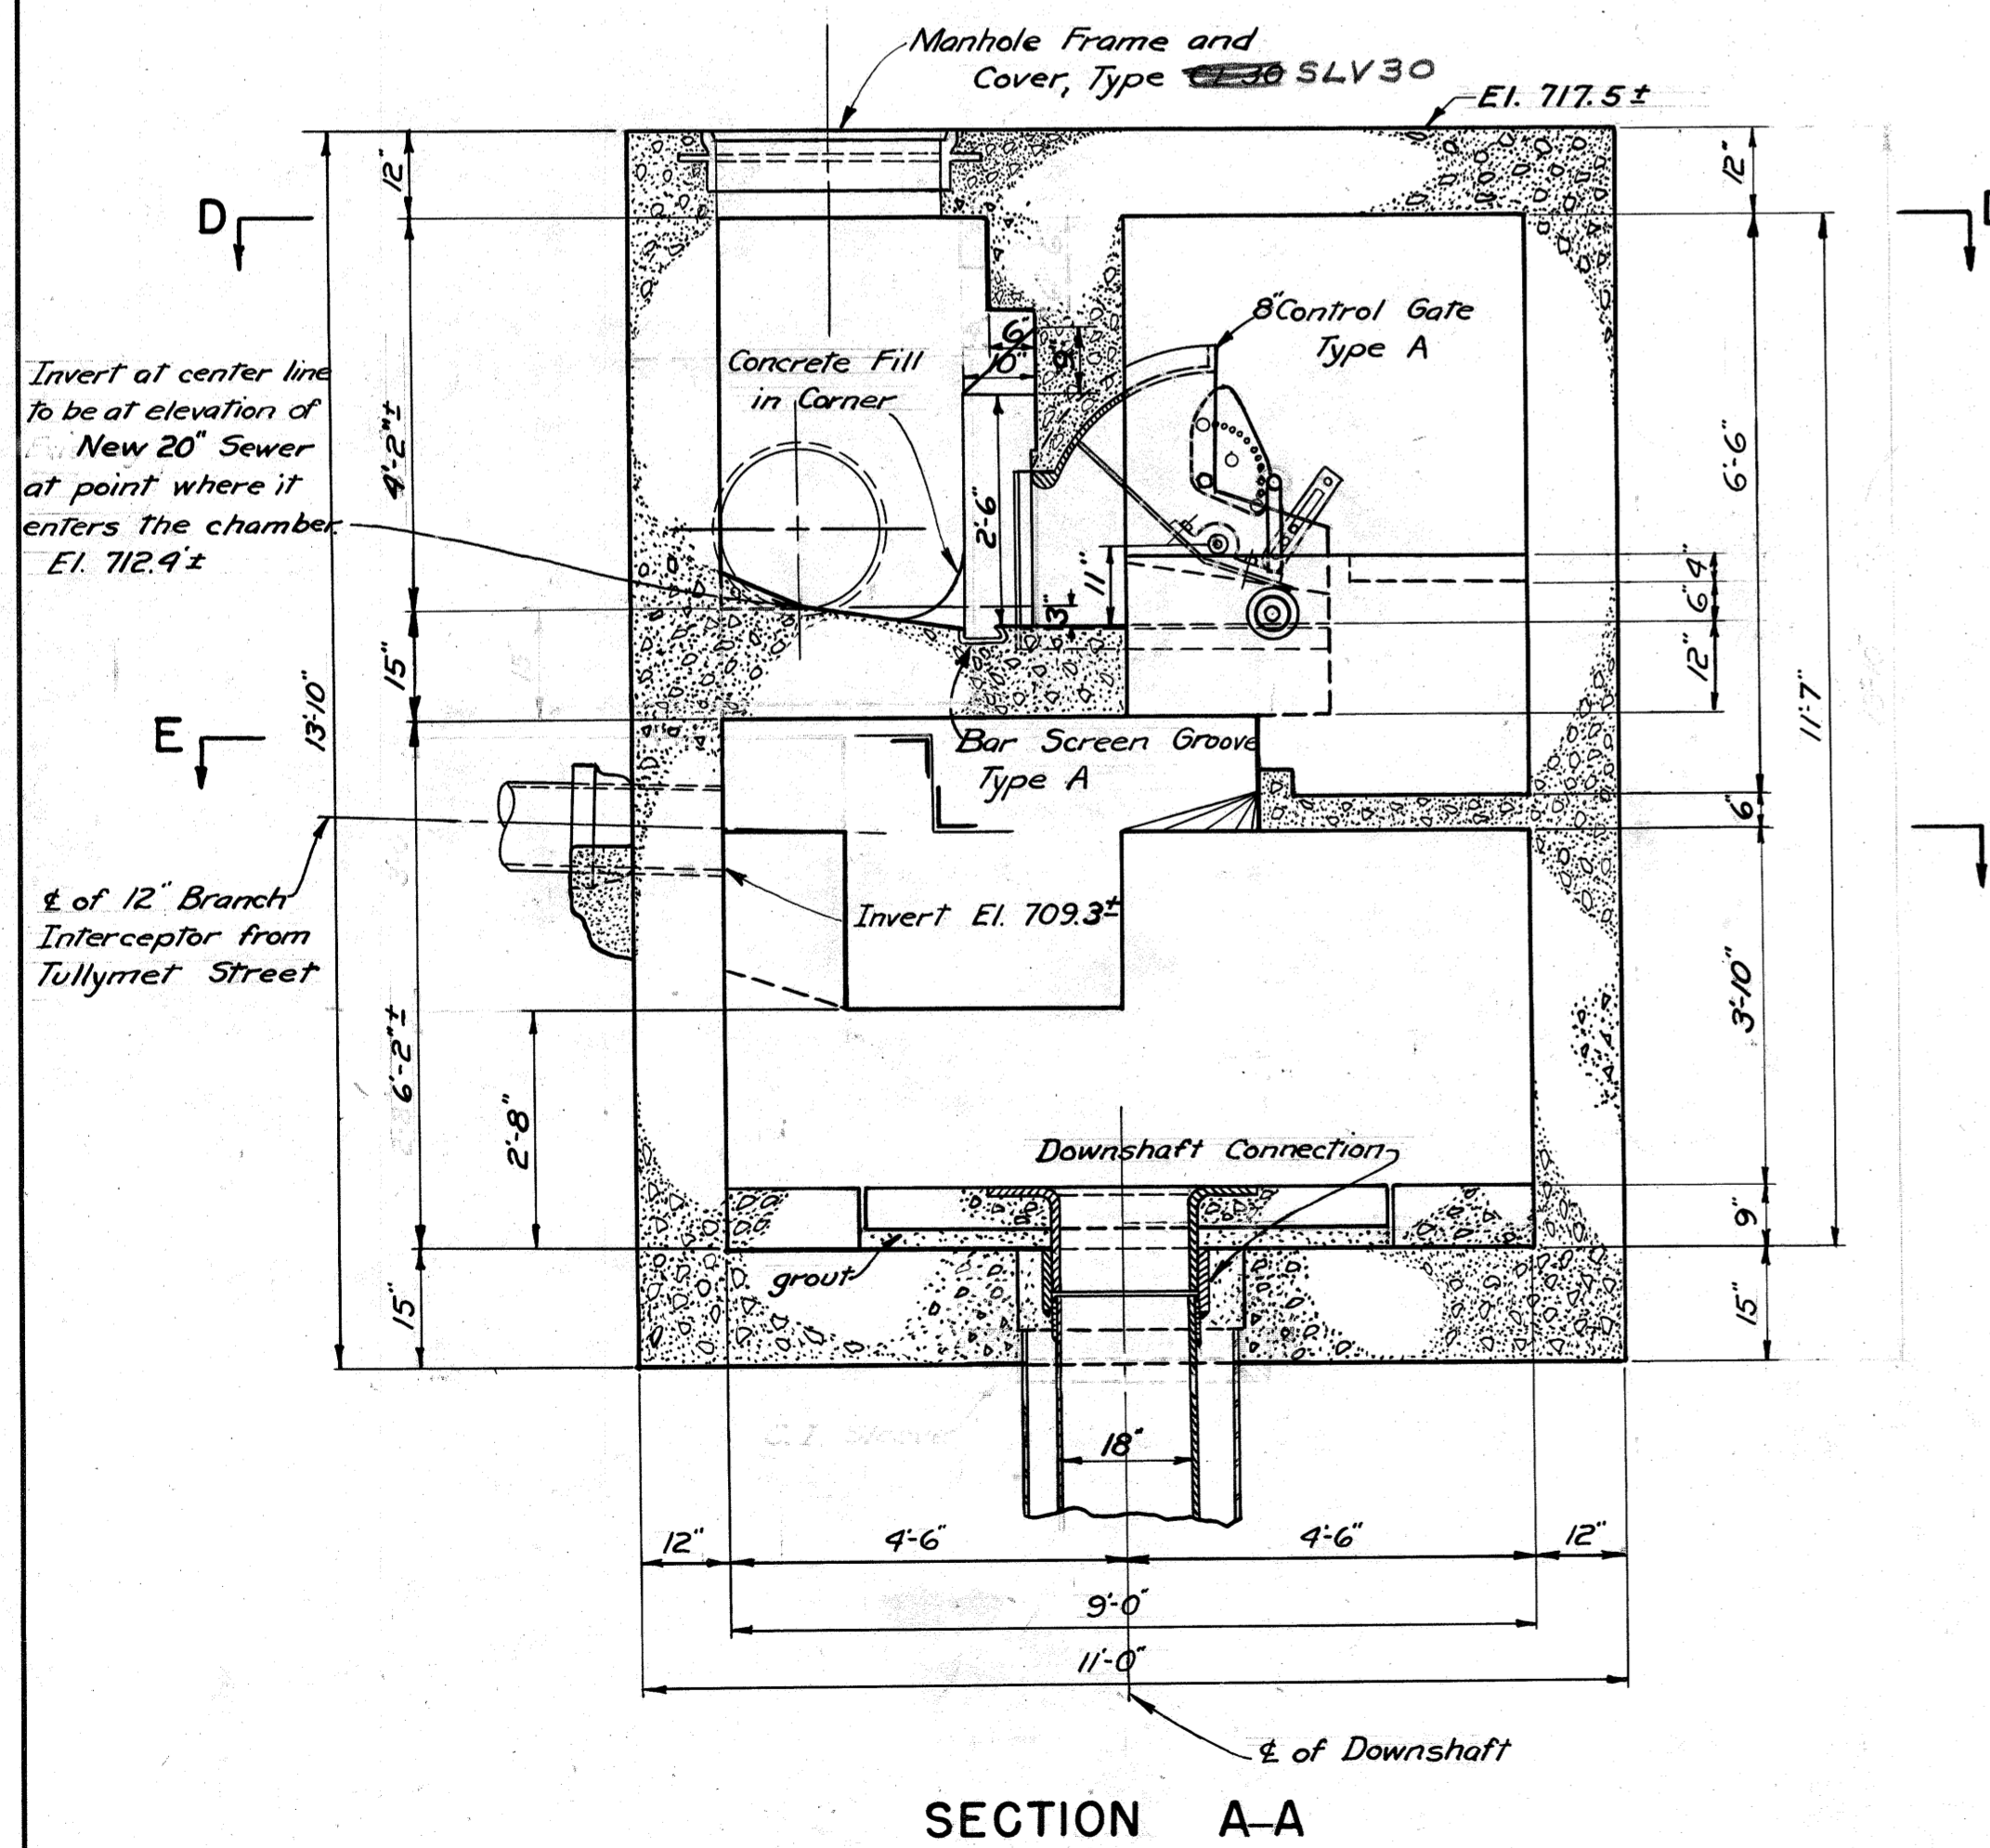 Manhole Frame and
Cover, Type SLV30
El. 717.5±
12"
12"
D
8" Control Gate
Type A
6"
10"
9"
Concrete Fill
in Corner
Invert at center line
to be at elevation of
New 20" Sewer
at point where it
enters the chamber.
El. 712.4'±
4'-2"±
6'-6"
2'-6"
11"
3"
4"
6"
12"
15"
13'-10"
11'-7"
E
Bar Screen Groove
Type A
6"
₵ of 12" Branch
Interceptor from
Tullymet Street
Invert El. 709.3±
3'-10"
6'-2"±
2'-8"
Downshaft Connection
9"
grout
15"
15"
18"
12"
4'-6"
4'-6"
12"
9'-0"
11'-0"
₵ of Downshaft
SECTION A-A